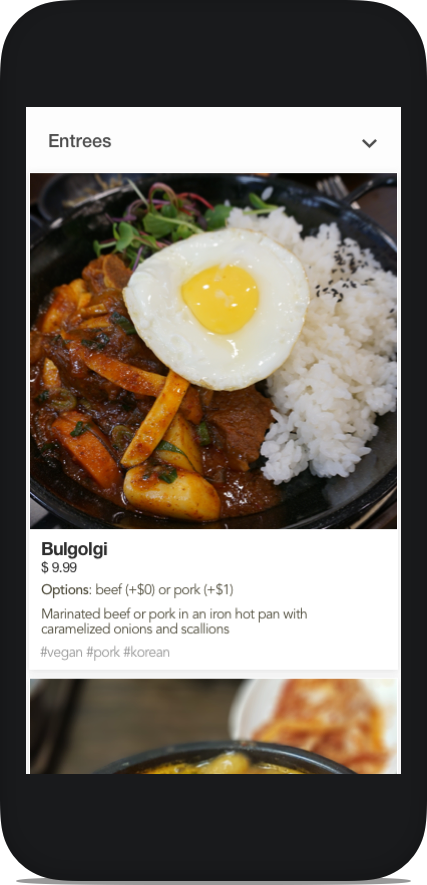 Entrees
Bulgolgi
$ 9.99
Options: beef (+$0) or pork (+$1)
Marinated beef or pork in an iron hot pan with
caramelized onions and scallions
#vegan #pork #korean